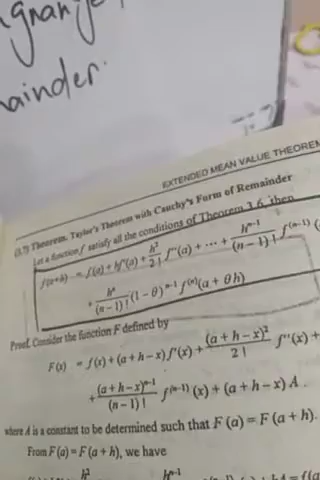 ainder.
EXTENDED MEAN VALUE THEOREM
(3.7) Theorem. Taylor's Theorem with Cauchy's Form of Remainder
Let a function f satisfy all the conditions of Theorem 3.6, then
f(a+h) = f(a) + hf'(a) + h²/2! f''(a) + ··· + hⁿ⁻¹/(n−1)! f⁽ⁿ⁻¹⁾ (
+ hⁿ/(n−1)! (1−θ)ⁿ⁻¹ f⁽ⁿ⁾(a + θh)
Proof. Consider the function F defined by
F(x) = f(x) + (a+h−x) f'(x) + (a+h−x)²/2! f''(x) +
+ (a+h−x)ⁿ⁻¹/(n−1)! f⁽ⁿ⁻¹⁾ (x) + (a+h−x) A .
where A is a constant to be determined such that F (a) = F (a + h).
From F (a) = F (a + h), we have